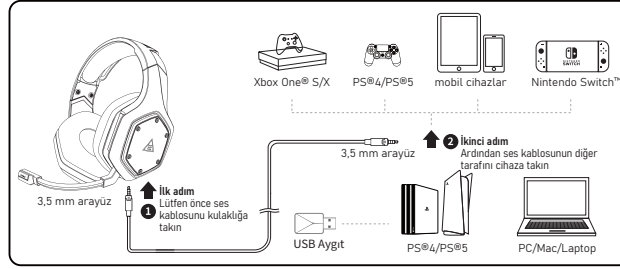 Xbox One® S/X
PS®4/PS®5
mobil cihazlar
Nintendo Switch™
3,5 mm arayüz
2 İkinci adım
Ardından ses kablosunun diğer
tarafını cihaza takın
3,5 mm arayüz
1 İlk adım
Lütfen önce ses
kablosunu kulaklığa
takın
USB Aygıt
PS®4/PS®5
PC/Mac/Laptop